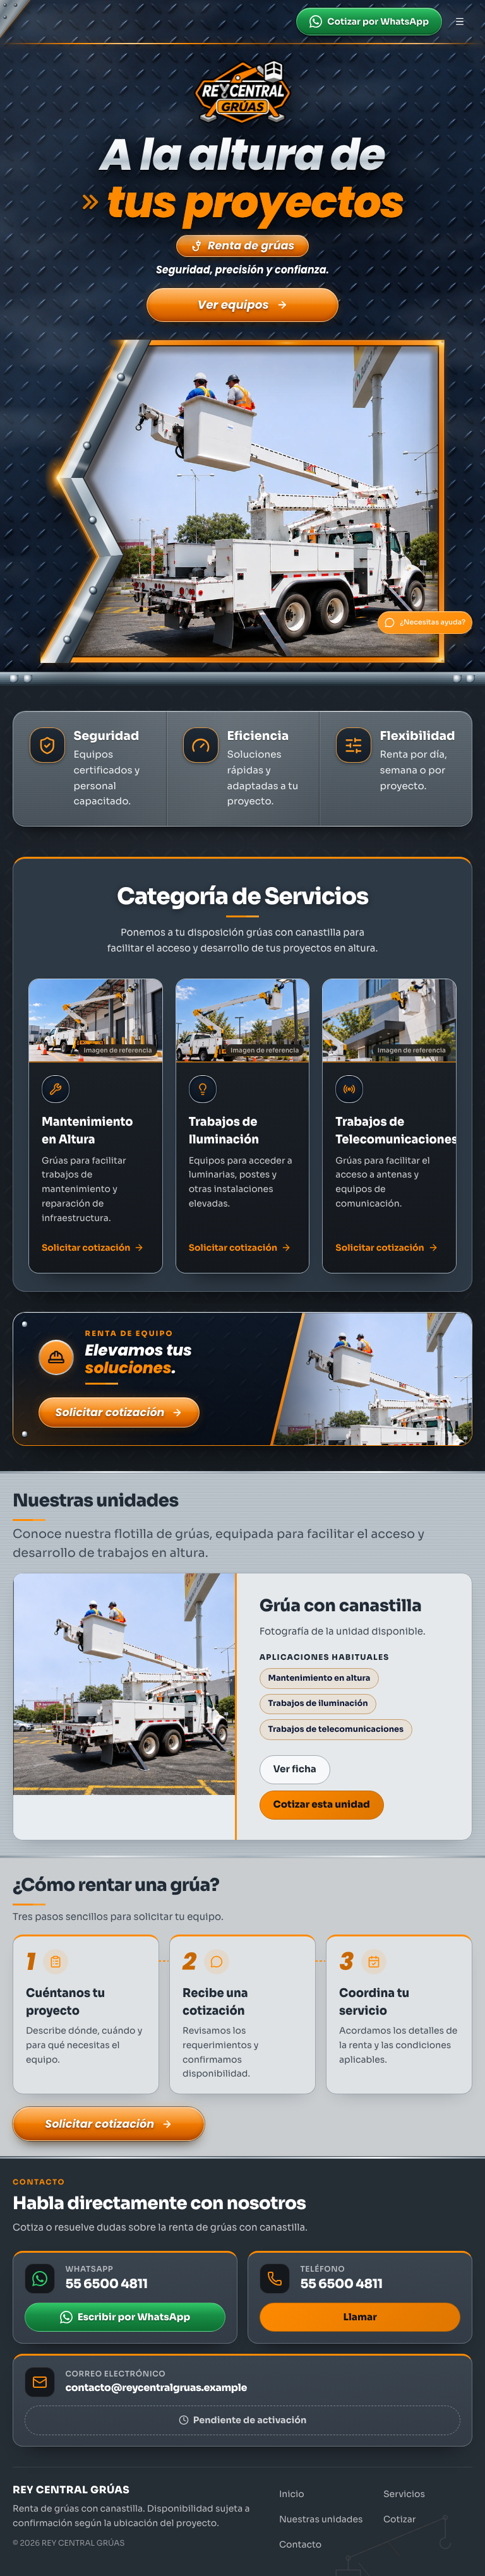 Cotizar por WhatsApp
REY CENTRAL
GRÚAS
A la altura de
tus proyectos
Renta de grúas
Seguridad, precisión y confianza.
Ver equipos
¿Necesitas ayuda?
Seguridad
Equipos
certificados y
personal
capacitado.
Eficiencia
Soluciones
rápidas y
adaptadas a tu
proyecto.
Flexibilidad
Renta por día,
semana o por
proyecto.
Categoría de Servicios
Ponemos a tu disposición grúas con canastilla para
facilitar el acceso y desarrollo de tus proyectos en altura.
Imagen de referencia
Mantenimiento
en Altura
Grúas para facilitar
trabajos de
mantenimiento y
reparación de
infraestructura.
Solicitar cotización
Imagen de referencia
Trabajos de
Iluminación
Equipos para acceder a
luminarias, postes y
otras instalaciones
elevadas.
Solicitar cotización
Imagen de referencia
Trabajos de
Telecomunicaciones
Grúas para facilitar el
acceso a antenas y
equipos de
comunicación.
Solicitar cotización
RENTA DE EQUIPO
Elevamos tus
soluciones.
Solicitar cotización
Nuestras unidades
Conoce nuestra flotilla de grúas, equipada para facilitar el acceso y
desarrollo de trabajos en altura.
Grúa con canastilla
Fotografía de la unidad disponible.
APLICACIONES HABITUALES
Mantenimiento en altura
Trabajos de iluminación
Trabajos de telecomunicaciones
Ver ficha
Cotizar esta unidad
¿Cómo rentar una grúa?
Tres pasos sencillos para solicitar tu equipo.
1
Cuéntanos tu
proyecto
Describe dónde, cuándo y
para qué necesitas el
equipo.
2
Recibe una
cotización
Revisamos los
requerimientos y
confirmamos
disponibilidad.
3
Coordina tu
servicio
Acordamos los detalles de
la renta y las condiciones
aplicables.
Solicitar cotización
CONTACTO
Habla directamente con nosotros
Cotiza o resuelve dudas sobre la renta de grúas con canastilla.
WHATSAPP
55 6500 4811
Escribir por WhatsApp
TELÉFONO
55 6500 4811
Llamar
CORREO ELECTRÓNICO
contacto@reycentralgruas.example
Pendiente de activación
REY CENTRAL GRÚAS
Renta de grúas con canastilla. Disponibilidad sujeta a
confirmación según la ubicación del proyecto.
© 2026 REY CENTRAL GRÚAS
Inicio
Servicios
Nuestras unidades
Cotizar
Contacto